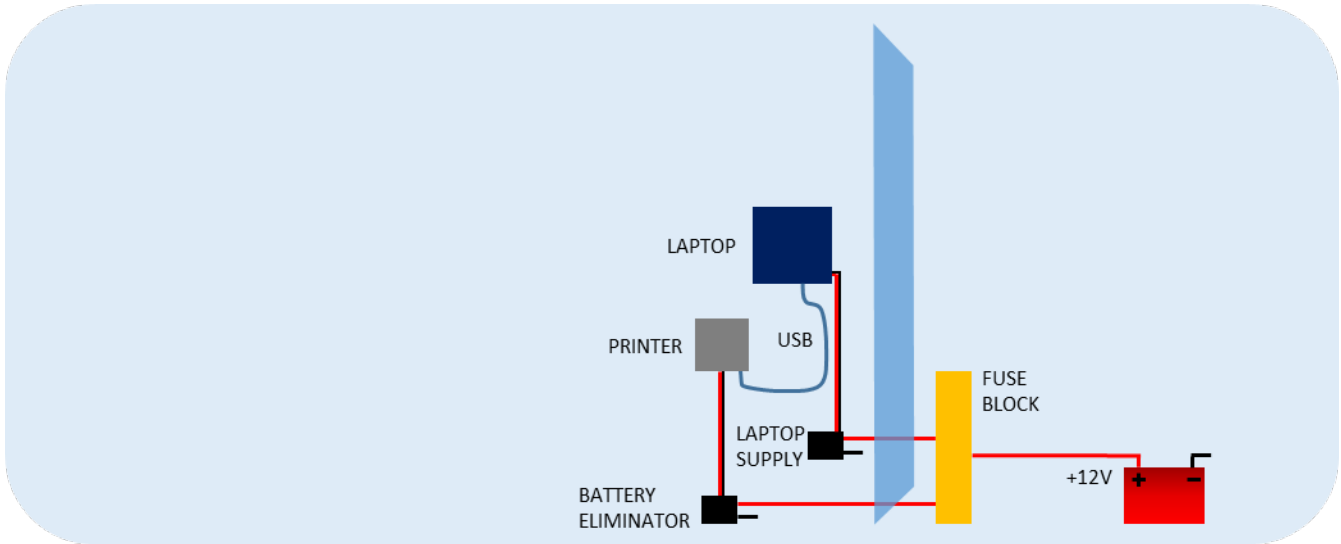 LAPTOP
PRINTER
USB
FUSE
BLOCK
LAPTOP
SUPPLY
+12V
+ −
BATTERY
ELIMINATOR